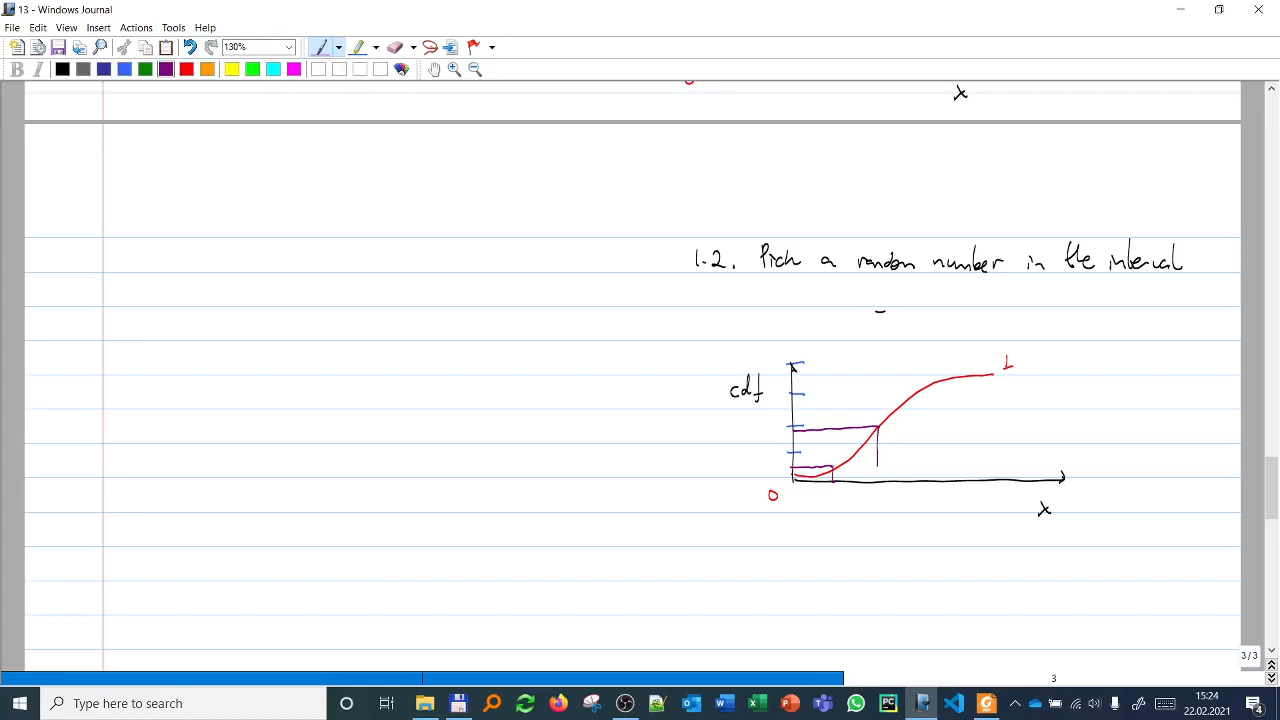 13 - Windows Journal
File Edit View Insert Actions Tools Help
130%
B I
x
1.2. Pick a random number in the interval
cdf
1
0
x
3/3
3
Type here to search
PC
15:24
22.02.2021